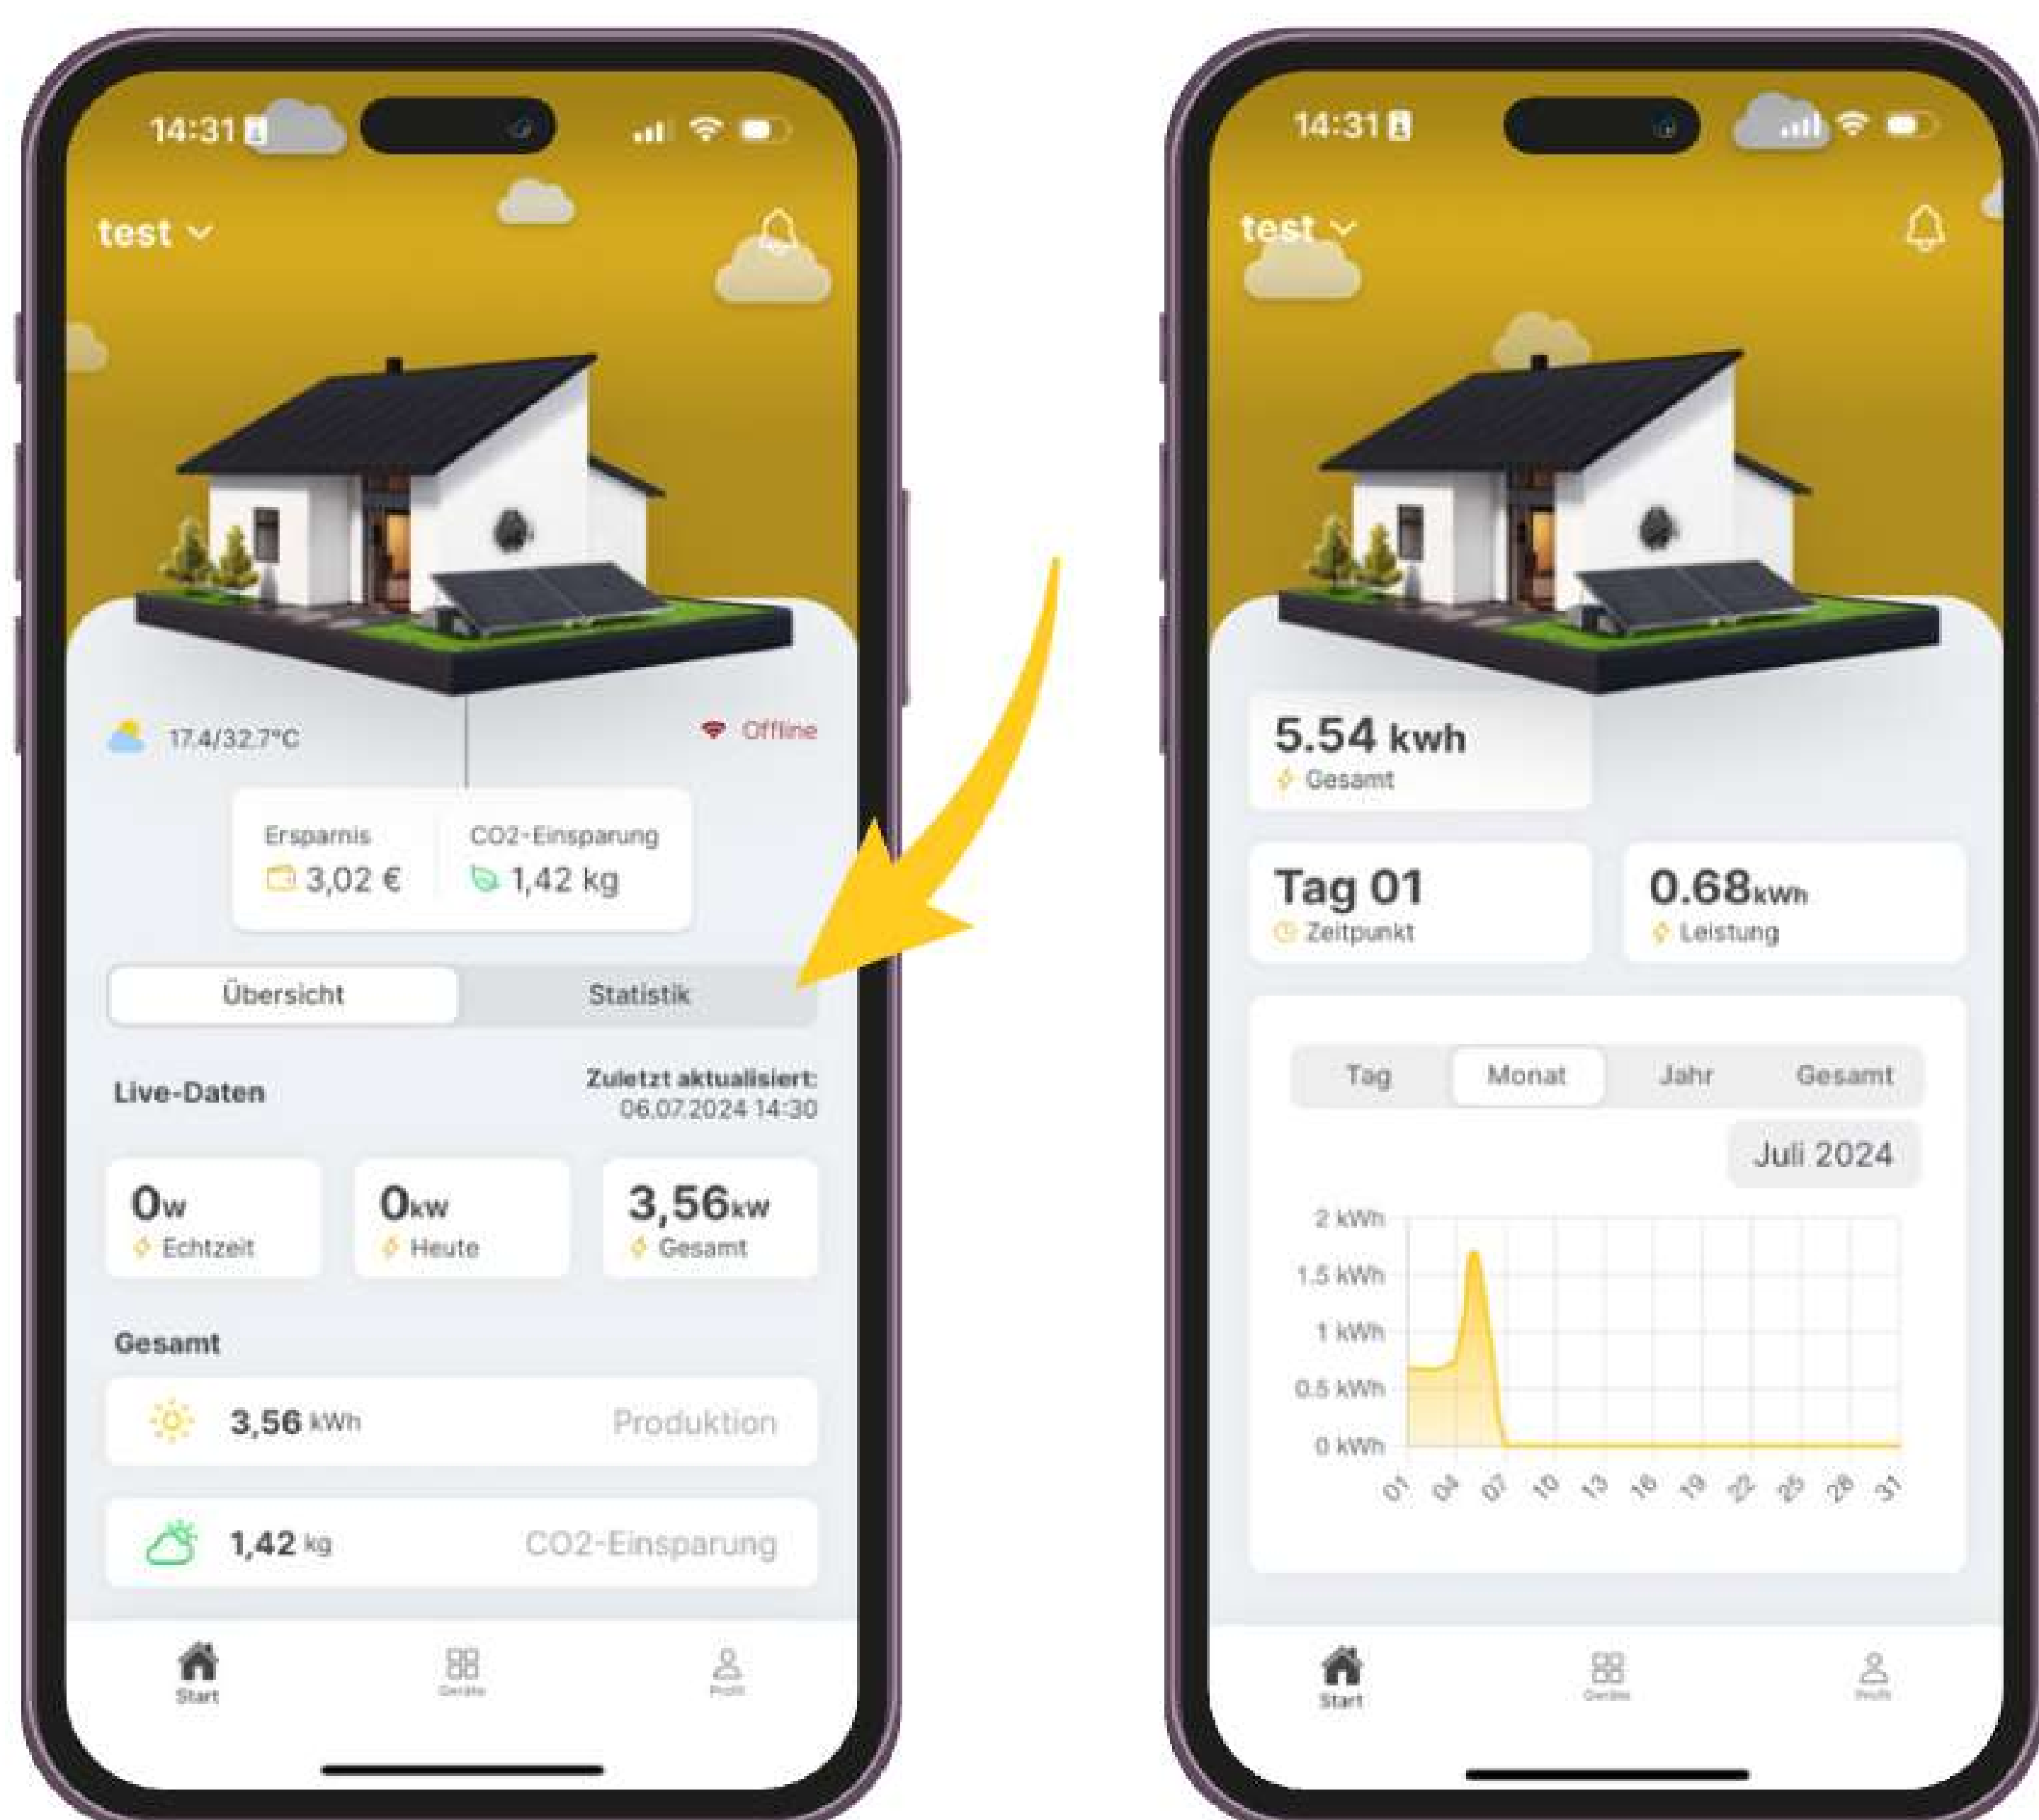 14:31
test
17.4/32.7°C
Offline
Ersparnis
CO2-Einsparung
3,02 €
1,42 kg
Übersicht
Statistik
Live-Daten
Zuletzt aktualisiert:
06.07.2024 14:30
0w
0kW
3,56kW
Echtzeit
Heute
Gesamt
Gesamt
3,56 kWh
Produktion
1,42 kg
CO2-Einsparung
Start
Geräte
Profil
14:31
test
5.54 kwh
Gesamt
Tag 01
0.68kWh
Zeitpunkt
Leistung
Tag
Monat
Jahr
Gesamt
Juli 2024
2 kWh
1.5 kWh
1 kWh
0.5 kWh
0 kWh
01 04 07 10 13 16 19 22 25 28 31
Start
Geräte
Profil